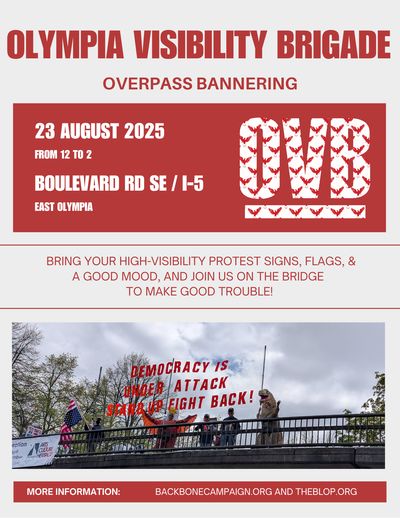 OLYMPIA VISIBILITY BRIGADE
OVERPASS BANNERING
23 AUGUST 2025
FROM 12 TO 2
BOULEVARD RD SE / I-5
EAST OLYMPIA
OVB
BRING YOUR HIGH-VISIBILITY PROTEST SIGNS, FLAGS, &
A GOOD MOOD, AND JOIN US ON THE BRIDGE
TO MAKE GOOD TROUBLE!
DEMOCRACY IS
UNDER ATTACK
STAND UP FIGHT BACK!
MORE INFORMATION:
BACKBONECAMPAIGN.ORG AND THEBLOP.ORG